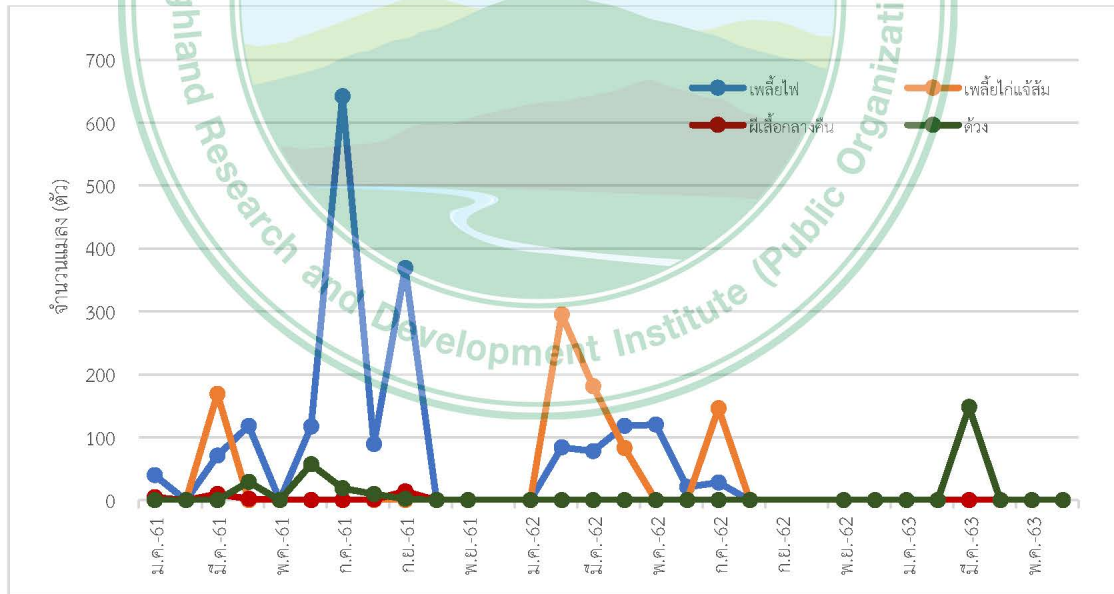 ghland Research and Development Institute (Public Organizati
700
600
500
400
300
200
100
0
จำนวนแมลง (ตัว)
เพลี้ยไฟ
เพลี้ยไก่แจ้ส้ม
ผีเสื้อกลางคืน
ด้วง
ม.ค.-61
มี.ค.-61
พ.ค.-61
ก.ค.-61
ก.ย.-61
พ.ย.-61
ม.ค.-62
มี.ค.-62
พ.ค.-62
ก.ค.-62
ก.ย.-62
พ.ย.-62
ม.ค.-63
มี.ค.-63
พ.ค.-63